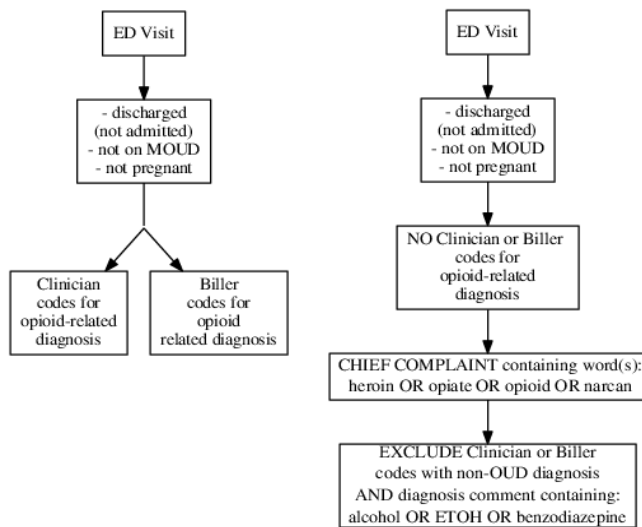 ED Visit
- discharged
(not admitted)
- not on MOUD
- not pregnant
Clinician
codes for
opioid-related
diagnosis
Biller
codes for
opioid
related diagnosis
ED Visit
- discharged
(not admitted)
- not on MOUD
- not pregnant
NO Clinician or Biller
codes for
opioid-related
diagnosis
CHIEF COMPLAINT containing word(s):
heroin OR opiate OR opioid OR narcan
EXCLUDE Clinician or Biller
codes with non-OUD diagnosis
AND diagnosis comment containing:
alcohol OR ETOH OR benzodiazepine